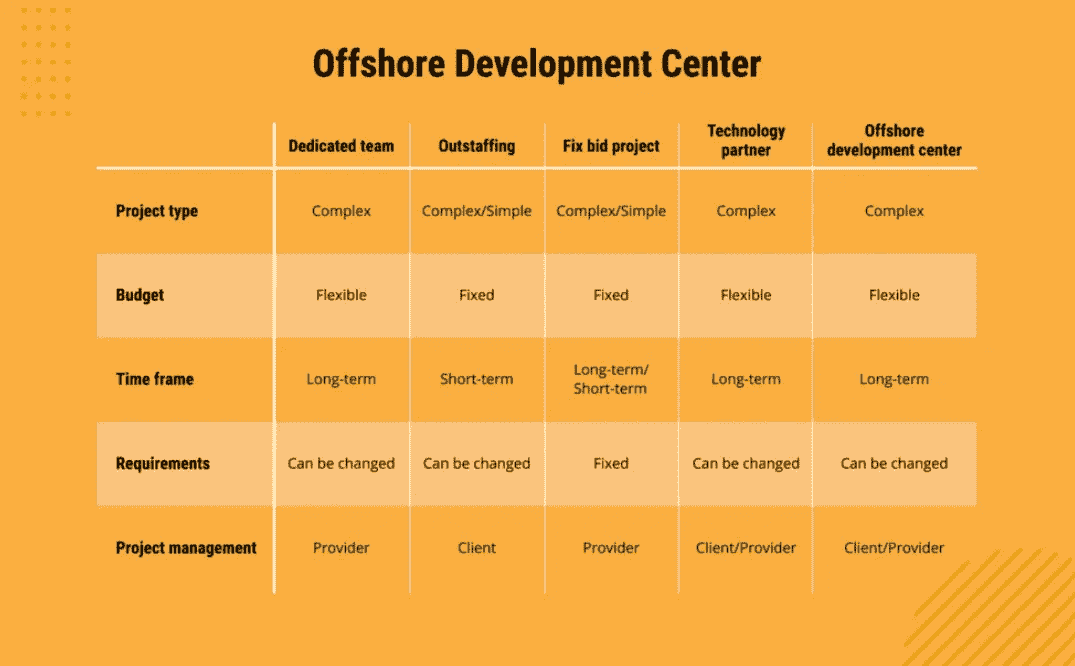 Offshore Development Center
Dedicated team Outstaffing Fix bid project Technology partner Offshore development center
Project type Complex Complex/Simple Complex/Simple Complex Complex
Budget Flexible Fixed Fixed Flexible Flexible
Time frame Long-term Short-term Long-term/ Short-term Long-term Long-term
Requirements Can be changed Can be changed Fixed Can be changed Can be changed
Project management Provider Client Provider Client/Provider Client/Provider